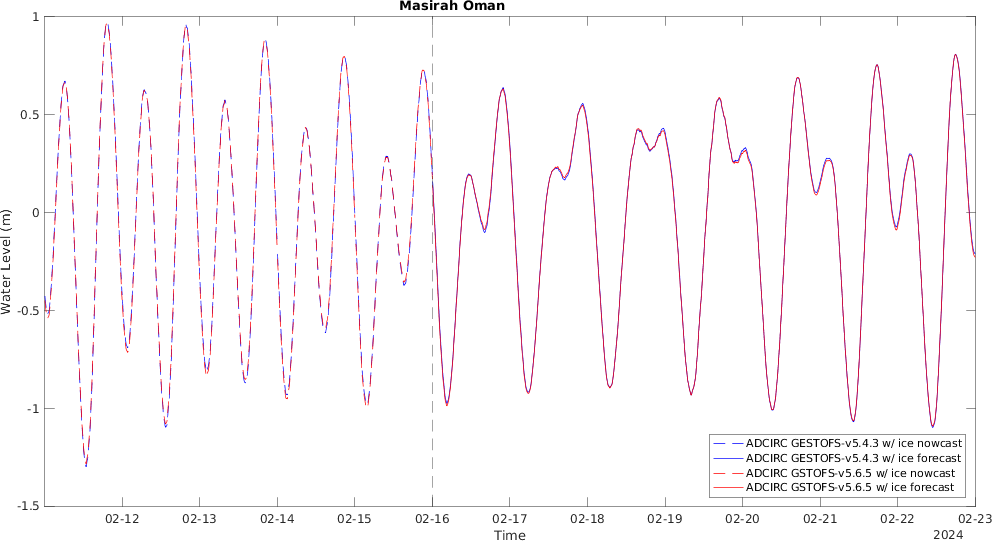 Masirah Oman
Water Level (m)
1
0.5
0
-0.5
-1
-1.5
02-12 02-13 02-14 02-15 02-16 02-17 02-18 02-19 02-20 02-21 02-22 02-23
Time
2024
ADCIRC GESTOFS-v5.4.3 w/ ice nowcast
ADCIRC GESTOFS-v5.4.3 w/ ice forecast
ADCIRC GSTOFS-v5.6.5 w/ ice nowcast
ADCIRC GSTOFS-v5.6.5 w/ ice forecast